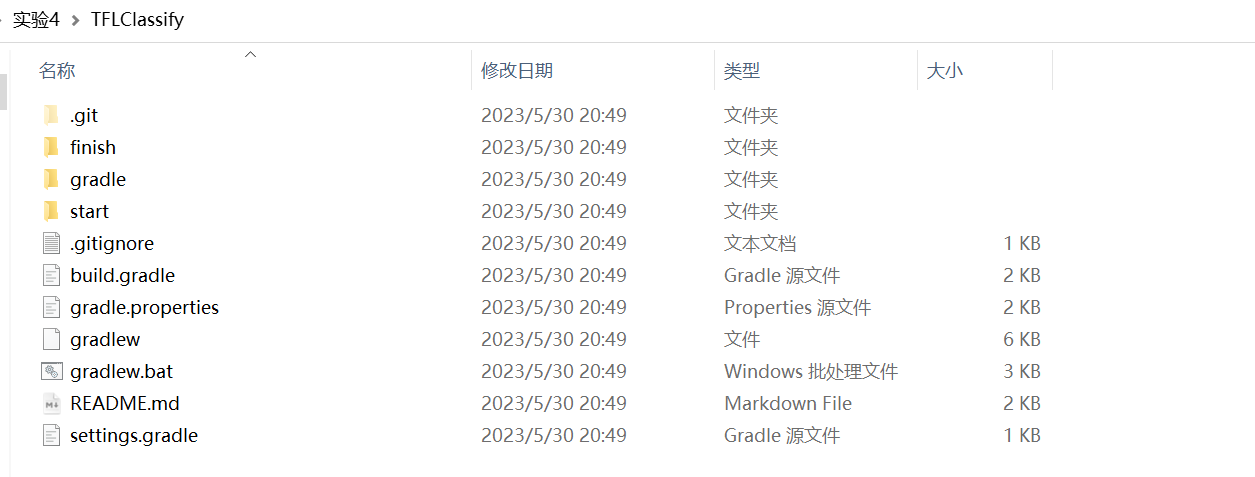 实验4 > TFLClassify
名称 修改日期 类型 大小
.git 2023/5/30 20:49 文件夹
finish 2023/5/30 20:49 文件夹
gradle 2023/5/30 20:49 文件夹
start 2023/5/30 20:49 文件夹
.gitignore 2023/5/30 20:49 文本文档 1 KB
build.gradle 2023/5/30 20:49 Gradle 源文件 2 KB
gradle.properties 2023/5/30 20:49 Properties 源文件 2 KB
gradlew 2023/5/30 20:49 文件 6 KB
gradlew.bat 2023/5/30 20:49 Windows 批处理文件 3 KB
README.md 2023/5/30 20:49 Markdown File 2 KB
settings.gradle 2023/5/30 20:49 Gradle 源文件 1 KB